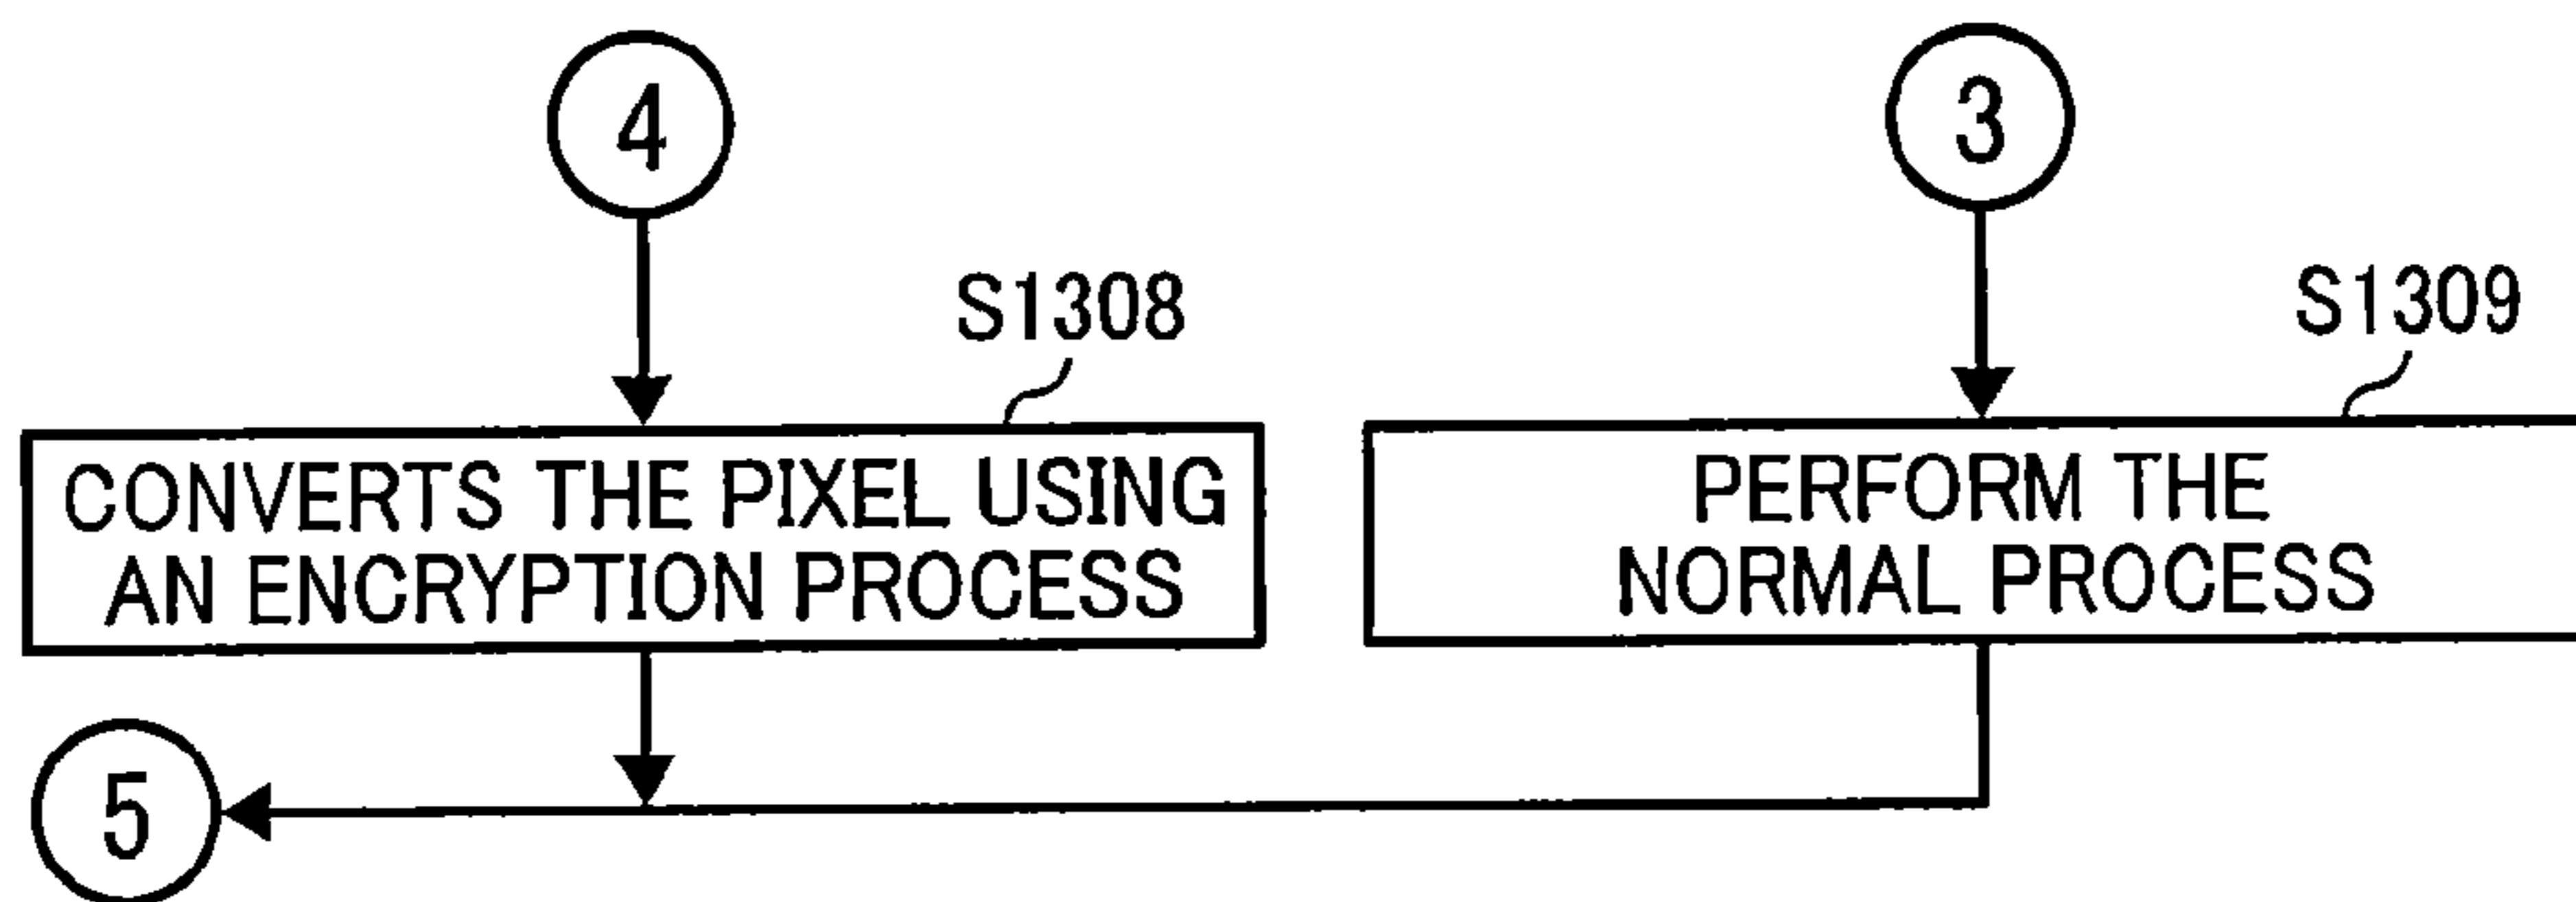 4
3
S1308
S1309
CONVERTS THE PIXEL USING
AN ENCRYPTION PROCESS
PERFORM THE
NORMAL PROCESS
5